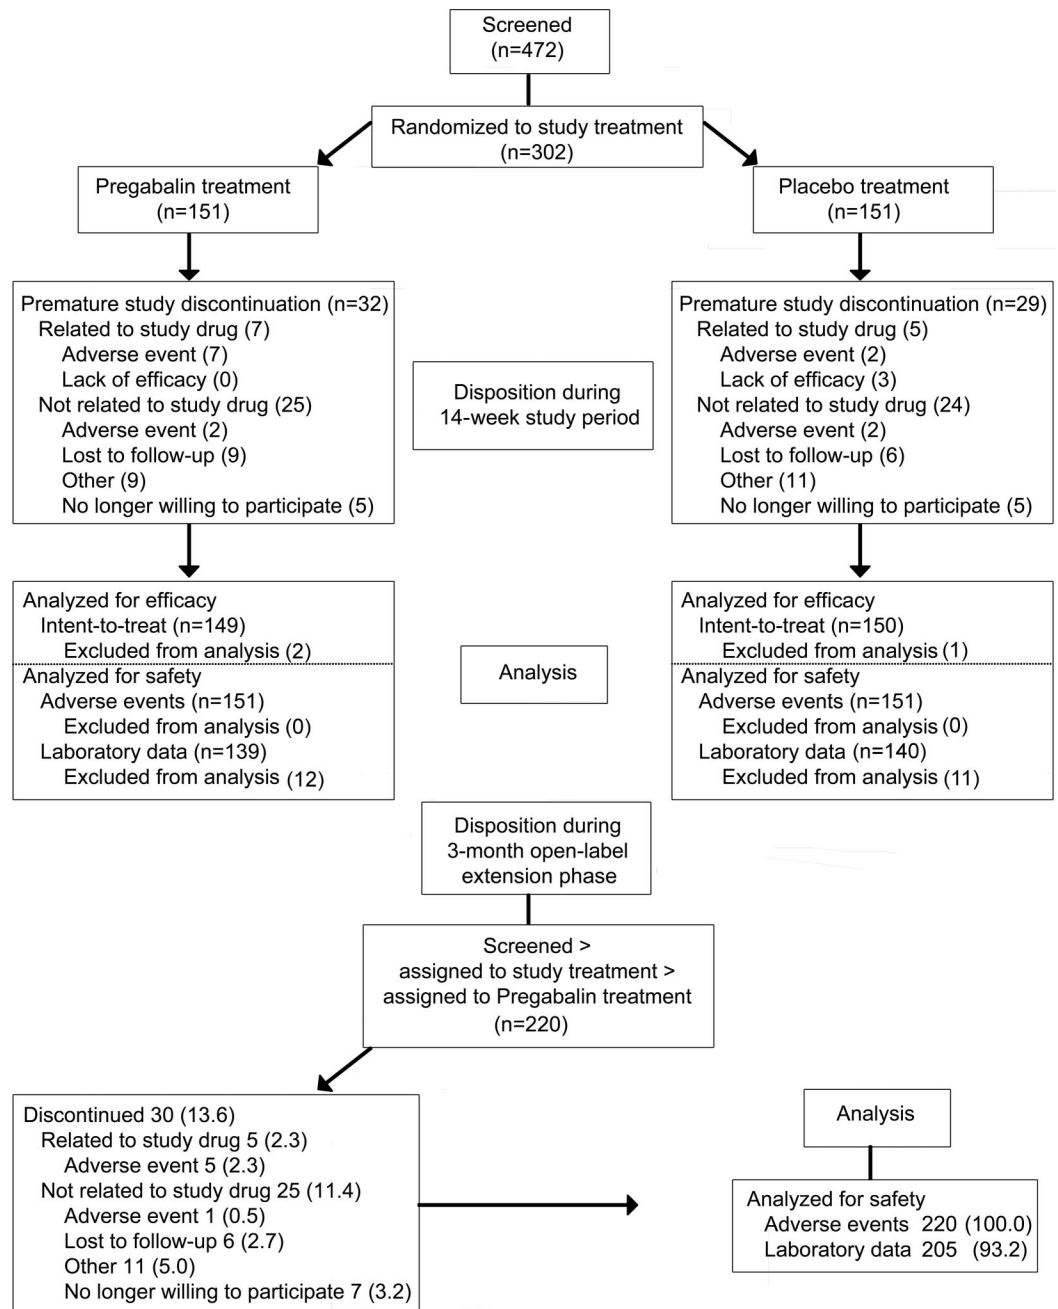 Screened
(n=472)
Randomized to study treatment
(n=302)
Pregabalin treatment
(n=151)
Placebo treatment
(n=151)
Premature study discontinuation (n=32)
Related to study drug (7)
Adverse event (7)
Lack of efficacy (0)
Not related to study drug (25)
Adverse event (2)
Lost to follow-up (9)
Other (9)
No longer willing to participate (5)
Disposition during
14-week study period
Premature study discontinuation (n=29)
Related to study drug (5)
Adverse event (2)
Lack of efficacy (3)
Not related to study drug (24)
Adverse event (2)
Lost to follow-up (6)
Other (11)
No longer willing to participate (5)
Analyzed for efficacy
Intent-to-treat (n=149)
Excluded from analysis (2)
Analyzed for safety
Adverse events (n=151)
Excluded from analysis (0)
Laboratory data (n=139)
Excluded from analysis (12)
Analysis
Analyzed for efficacy
Intent-to-treat (n=150)
Excluded from analysis (1)
Analyzed for safety
Adverse events (n=151)
Excluded from analysis (0)
Laboratory data (n=140)
Excluded from analysis (11)
Disposition during
3-month open-label
extension phase
Screened >
assigned to study treatment >
assigned to Pregabalin treatment
(n=220)
Discontinued 30 (13.6)
Related to study drug 5 (2.3)
Adverse event 5 (2.3)
Not related to study drug 25 (11.4)
Adverse event 1 (0.5)
Lost to follow-up 6 (2.7)
Other 11 (5.0)
No longer willing to participate 7 (3.2)
Analysis
Analyzed for safety
Adverse events 220 (100.0)
Laboratory data 205 (93.2)